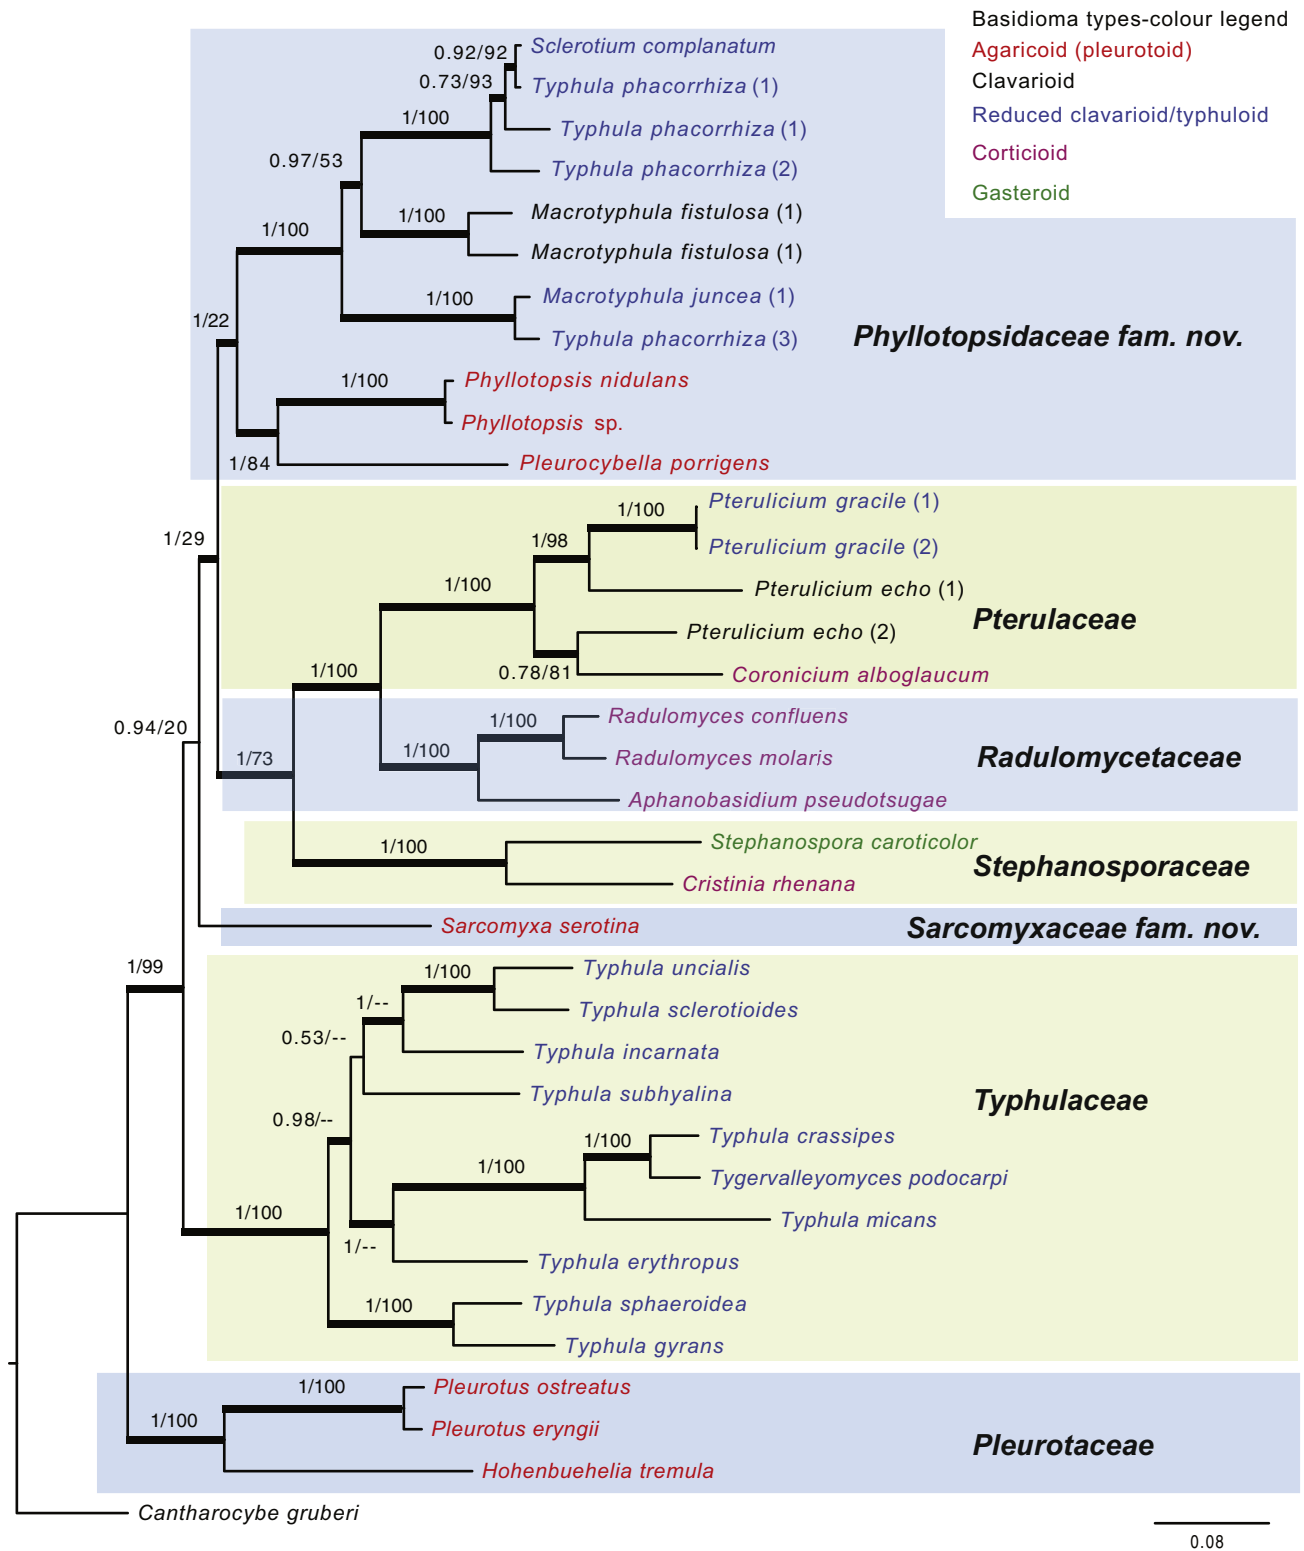 Basidioma types-colour legend
Agaricoid (pleurotoid)
Clavarioid
Reduced clavarioid/typhuloid
Corticioid
Gasteroid
0.92/92
Sclerotium complanatum
0.73/93
Typhula phacorrhiza (1)
1/100
Typhula phacorrhiza (1)
0.97/53
Typhula phacorrhiza (2)
1/100
Macrotyphula fistulosa (1)
1/100
Macrotyphula fistulosa (1)
1/100
Macrotyphula juncea (1)
1/22
Typhula phacorrhiza (3)
Phyllotopsidaceae fam. nov.
1/100
Phyllotopsis nidulans
Phyllotopsis sp.
1/84
Pleurocybella porrigens
1/100
Pterulicium gracile (1)
1/29
1/98
Pterulicium gracile (2)
1/100
Pterulicium echo (1)
Pterulaceae
Pterulicium echo (2)
1/100
0.78/81
Coronicium alboglaucum
0.94/20
1/100
Radulomyces confluens
1/73
1/100
Radulomyces molaris
Radulomycetaceae
Aphanobasidium pseudotsugae
1/100
Stephanospora caroticolor
Stephanosporaceae
Cristinia rhenana
Sarcomyxa serotina
Sarcomyxaceae fam. nov.
1/99
1/100
Typhula uncialis
1/--
Typhula sclerotioides
0.53/--
Typhula incarnata
Typhula subhyalina
Typhulaceae
0.98/--
1/100
Typhula crassipes
1/100
Tygervalleyomyces podocarpi
1/100
Typhula micans
1/--
Typhula erythropus
1/100
Typhula sphaeroidea
Typhula gyrans
1/100
Pleurotus ostreatus
1/100
Pleurotus eryngii
Pleurotaceae
Hohenbuehelia tremula
Cantharocybe gruberi
0.08